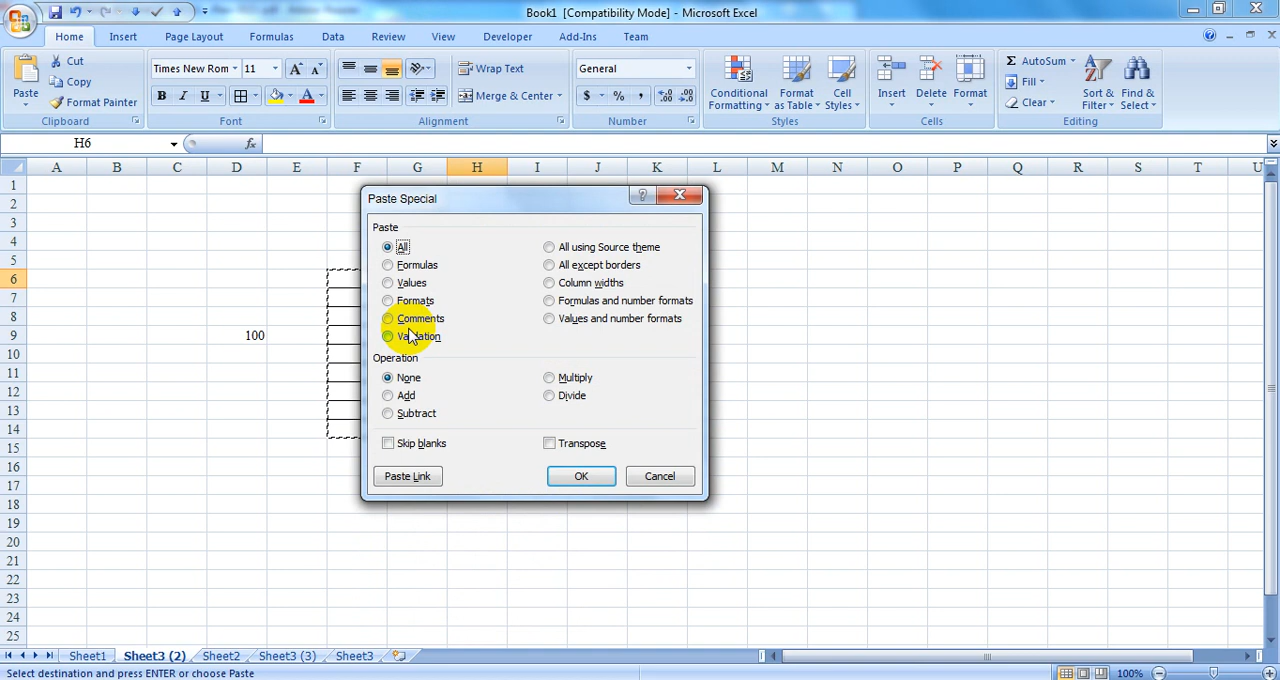 Book1 [Compatibility Mode] - Microsoft Excel
Home Insert Page Layout Formulas Data Review View Developer Add-Ins Team
Paste Cut Copy Format Painter Clipboard
Times New Rom 11 B I U A A A Font
Wrap Text Merge & Center Alignment
General $ % , .0 .00 .00 .0 Number
Conditional Formatting Format as Table Cell Styles Styles
Insert Delete Format Cells
Σ AutoSum Fill Clear Sort & Filter Find & Select Editing
H6 fx
A B C D E F G H I J K L M N O P Q R S T U
1
2
3
4
5
6
7
8
9 100
10
11
12
13
14
15
16
17
18
19
20
21
22
23
24
25
Paste Special ?
Paste
All All using Source theme
Formulas All except borders
Values Column widths
Formats Formulas and number formats
Comments Values and number formats
Validation
Operation
None Multiply
Add Divide
Subtract
Skip blanks Transpose
Paste Link OK Cancel
Sheet1 Sheet3 (2) Sheet2 Sheet3 (3) Sheet3
Select destination and press ENTER or choose Paste 100%